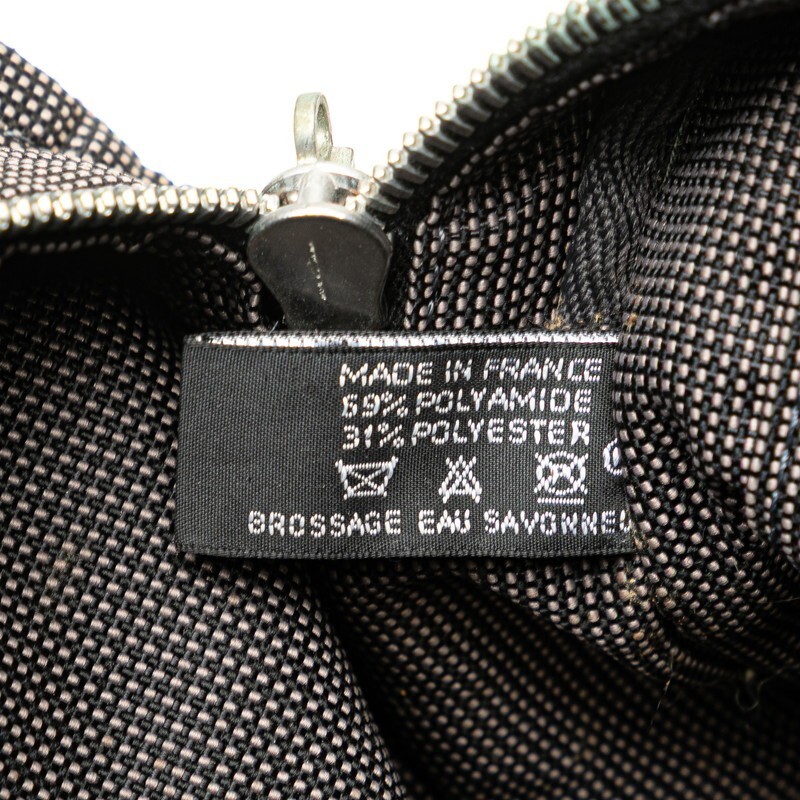 MADE IN FRANCE
69% POLYAMIDE
31% POLYESTER
BROSSAGE EAU SAVONNEU